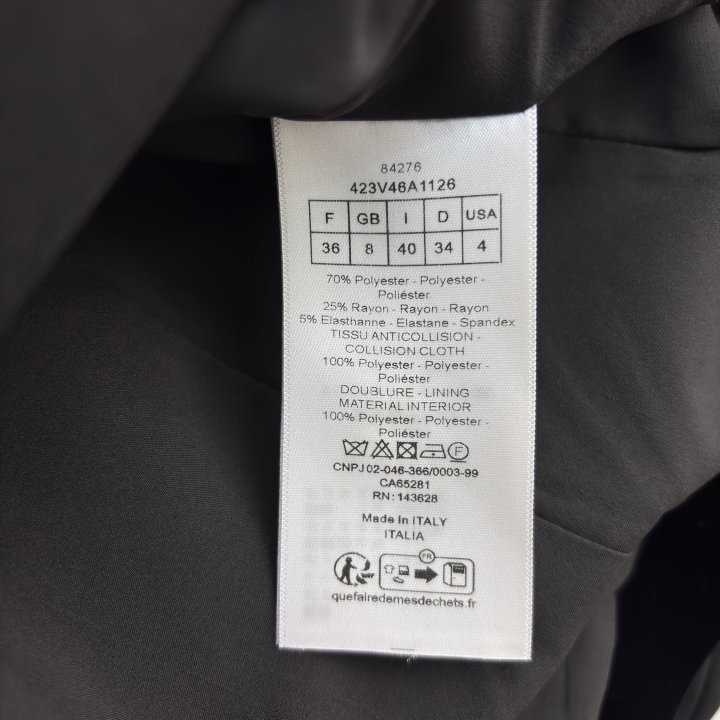 84276
423V46A1126
F GB I D USA
36 8 40 34 4
70% Polyester - Polyester -
Poliéster
25% Rayon - Rayon - Rayon
5% Elasthanne - Elastane - Spandex
TISSU ANTICOLLISION -
COLLISION CLOTH
100% Polyester - Polyester -
Poliéster
DOUBLURE - LINING
MATERIAL INTERIOR
100% Polyester - Polyester -
Poliéster
F
CNPJ 02-046-366/0003-99
CA65281
RN: 143628
Made In ITALY
ITALIA
FR
quefairedemesdechets.fr